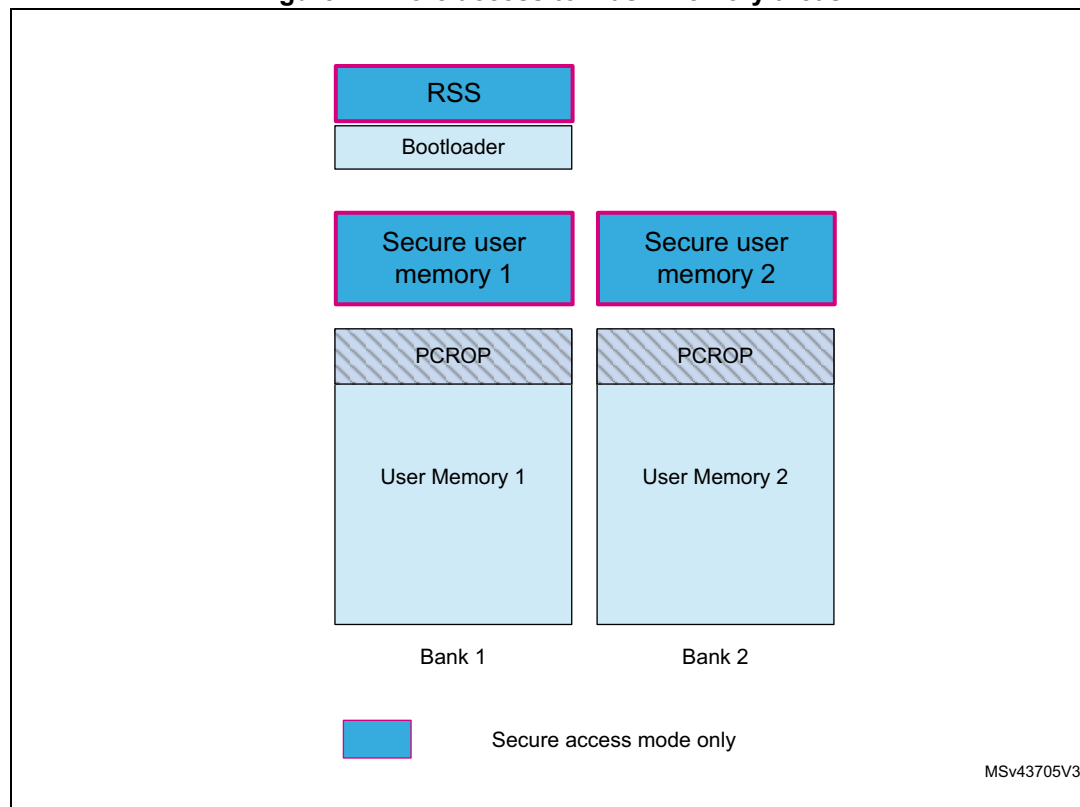 RSS
Bootloader
Secure user
memory 1
Secure user
memory 2
PCROP
PCROP
User Memory 1
User Memory 2
Bank 1
Bank 2
Secure access mode only
MSv43705V3